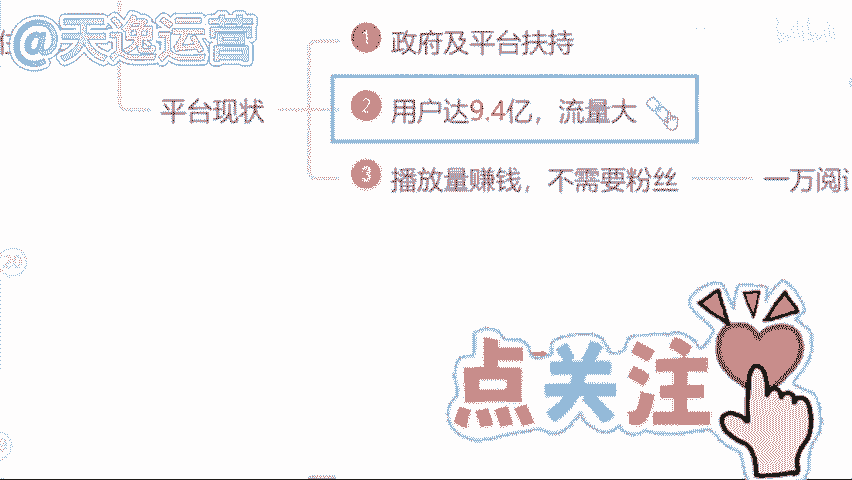 @天逸运营
bilibili
1 政府及平台扶持
平台现状
2 用户达9.4亿，流量大
3 播放量赚钱，不需要粉丝
一万阅
20
点关注